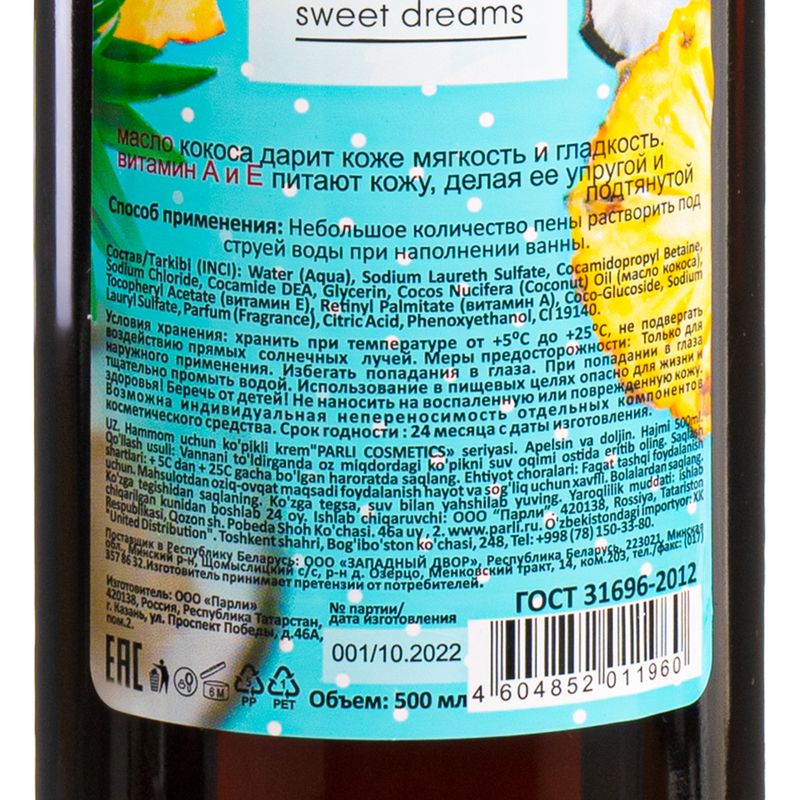 sweet dreams
масло кокоса дарит коже мягкость и гладкость.
витамин А и Е питают кожу, делая ее упругой и
подтянутой
Способ применения: Небольшое количество пены растворить под
струей воды при наполнении ванны.
Состав/Tarkibi (INCI): Water (Aqua), Sodium Laureth Sulfate, Cocamidopropyl Betaine,
Sodium Chloride, Cocamide DEA, Glycerin, Cocos Nucifera (Coconut) Oil (масло кокоса),
Tocopheryl Acetate (витамин Е), Retinyl Palmitate (витамин А), Coco-Glucoside, Sodium
Lauryl Sulfate, Parfum (Fragrance), Citric Acid, Phenoxyethanol, CI 19140.
Условия хранения: хранить при температуре от +5°С до +25°С, не подвергать
воздействию прямых солнечных лучей. Меры предосторожности: Только для
наружного применения. Избегать попадания в глаза. При попадании в глаза
тщательно промыть водой. Использование в пищевых целях опасно для жизни и
здоровья! Беречь от детей! Не наносить на воспаленную или поврежденную кожу.
Возможна индивидуальная непереносимость отдельных компонентов
косметического средства. Срок годности : 24 месяца с даты изготовления.
UZ. Hammom uchun ko'pikli krem"PARLI COSMETICS» seriyasi. Apelsin va doljin. Hajmi 500ml.
Qo'llash usuli: Vannani to'ldirganda oz miqdordagi ko'pikni suv oqimi ostida eritib oling. Saqlash
shartlari: + 5C dan + 25C gacha bo'lgan haroratda saqlang. Ehtiyot choralari: Faqat tashqi foydalanish
uchun. Mahsulotdan oziq-ovqat maqsadi foydalanish hayot va sog'liq uchun xavfli. Bolalardan saqlang.
Ko'zga tegishidan saqlaning. Ko'zga tegsa, suv bilan yahshilab yuving. Yaroqlilik muddati: ishlab
chiqarilgan kunidan boshlab 24 oy. Ishlab chiqaruvchi: ООО "Парли". 420138, Rossiya, Tatariston
Respublikasi, Qozon sh. Pobeda Shoh Ko'chasi. 46a uy, 2. www.parli.ru. O'zbekistondagi importyor: XK
"United Distribution". Toshkent shahri, Bog'ibo'ston ko'chasi, 248, Tel: +998 (78) 150-33-80.
Поставщик в Республику Беларусь: ООО «ЗАПАДНЫЙ ДВОР», Республика Беларусь, 223021, Минская
обл., Минский р-н, Щомыслицкий с/с, р-н д. Озерцо, Меньковский тракт, 14, ком.203, тел./факс: (017)
357 86 32.Изготовитель принимает претензии от потребителей.
Изготовитель: ООО «Парли»
420138, Россия, Республика Татарстан,
г. Казань, ул. Проспект Победы, д.46А,
пом.2.
№ партии/
дата изготовления
ГОСТ 31696-2012
001/10.2022
EAC
6 M
5
PP
1
PET
Объем: 500 мл
4 604852 011960